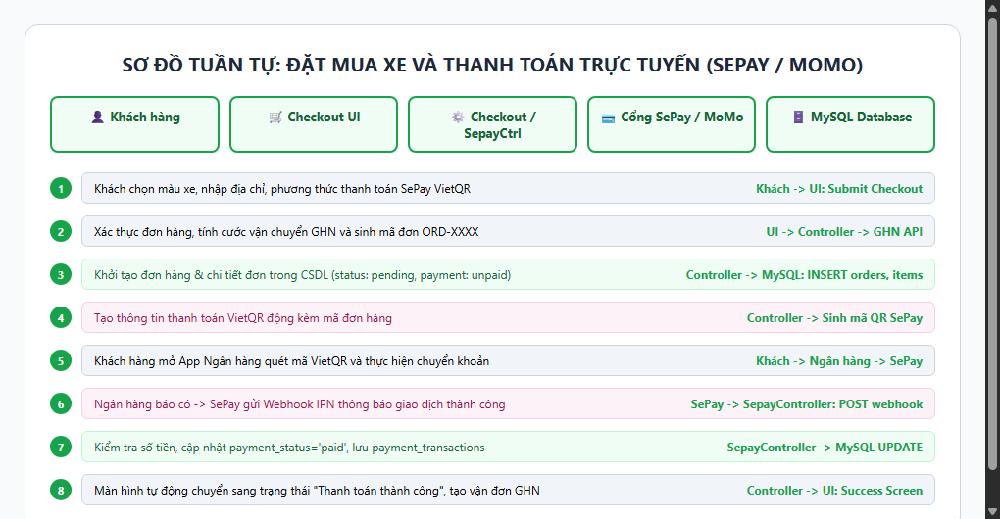 SƠ ĐỒ TUẦN TỰ: ĐẶT MUA XE VÀ THANH TOÁN TRỰC TUYẾN (SEPAY / MOMO)
Khách hàng
Checkout UI
Checkout /
SepayCtrl
Cổng SePay / MoMo
MySQL Database
1 Khách chọn màu xe, nhập địa chỉ, phương thức thanh toán SePay VietQR Khách -> UI: Submit Checkout
2 Xác thực đơn hàng, tính cước vận chuyển GHN và sinh mã đơn ORD-XXXX UI -> Controller -> GHN API
3 Khởi tạo đơn hàng & chi tiết đơn trong CSDL (status: pending, payment: unpaid) Controller -> MySQL: INSERT orders, items
4 Tạo thông tin thanh toán VietQR động kèm mã đơn hàng Controller -> Sinh mã QR SePay
5 Khách hàng mở App Ngân hàng quét mã VietQR và thực hiện chuyển khoản Khách -> Ngân hàng -> SePay
6 Ngân hàng báo có -> SePay gửi Webhook IPN thông báo giao dịch thành công SePay -> SepayController: POST webhook
7 Kiểm tra số tiền, cập nhật payment_status='paid', lưu payment_transactions SepayController -> MySQL UPDATE
8 Màn hình tự động chuyển sang trạng thái "Thanh toán thành công", tạo vận đơn GHN Controller -> UI: Success Screen